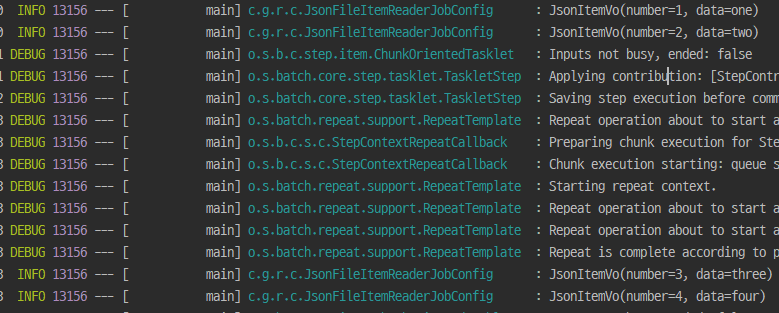 0  INFO 13156 --- [           main] c.g.r.c.JsonFileItemReaderJobConfig      : JsonItemVo(number=1, data=one)
0  INFO 13156 --- [           main] c.g.r.c.JsonFileItemReaderJobConfig      : JsonItemVo(number=2, data=two)
1 DEBUG 13156 --- [           main] o.s.b.c.step.item.ChunkOrientedTasklet   : Inputs not busy, ended: false
1 DEBUG 13156 --- [           main] o.s.batch.core.step.tasklet.TaskletStep  : Applying contribution: [StepContr
2 DEBUG 13156 --- [           main] o.s.batch.core.step.tasklet.TaskletStep  : Saving step execution before comm
3 DEBUG 13156 --- [           main] o.s.batch.repeat.support.RepeatTemplate  : Repeat operation about to start a
3 DEBUG 13156 --- [           main] o.s.b.c.s.c.StepContextRepeatCallback    : Preparing chunk execution for Ste
3 DEBUG 13156 --- [           main] o.s.b.c.s.c.StepContextRepeatCallback    : Chunk execution starting: queue s
3 DEBUG 13156 --- [           main] o.s.batch.repeat.support.RepeatTemplate  : Starting repeat context.
3 DEBUG 13156 --- [           main] o.s.batch.repeat.support.RepeatTemplate  : Repeat operation about to start a
3 DEBUG 13156 --- [           main] o.s.batch.repeat.support.RepeatTemplate  : Repeat operation about to start a
3 DEBUG 13156 --- [           main] o.s.batch.repeat.support.RepeatTemplate  : Repeat is complete according to p
3  INFO 13156 --- [           main] c.g.r.c.JsonFileItemReaderJobConfig      : JsonItemVo(number=3, data=three)
3  INFO 13156 --- [           main] c.g.r.c.JsonFileItemReaderJobConfig      : JsonItemVo(number=4, data=four)